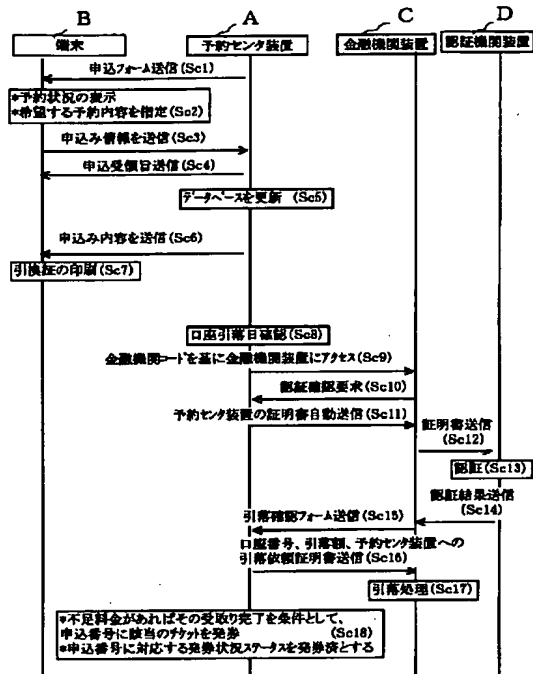 B
A
C
D
端末
予約センタ装置
金融機関装置
認証機関装置
申込フォーム送信(Sc1)
*予約状況の表示
*希望する予約内容を指定(Sc2)
申込み情報を送信(Sc3)
申込受領旨送信(Sc4)
データベースを更新 (Sc5)
申込み内容を送信(Sc6)
引換証の印刷(Sc7)
口座引落日確認(Sc8)
金融機関コードを基に金融機関装置にアクセス(Sc9)
認証確認要求(Sc10)
予約センタ装置の証明書自動送信(Sc11)
証明書送信
(Sc12)
認証(Sc13)
認証結果送信
(Sc14)
引落確認フォーム送信(Sc15)
口座番号、引落額、予約センタ装置への
引落依頼証明書送信(Sc16)
引落処理(Sc17)
*不足料金があればその受取り完了を条件として、
申込番号に該当のチケットを発券 (Sc18)
*申込番号に対応する発券状況ステータスを発券済とする